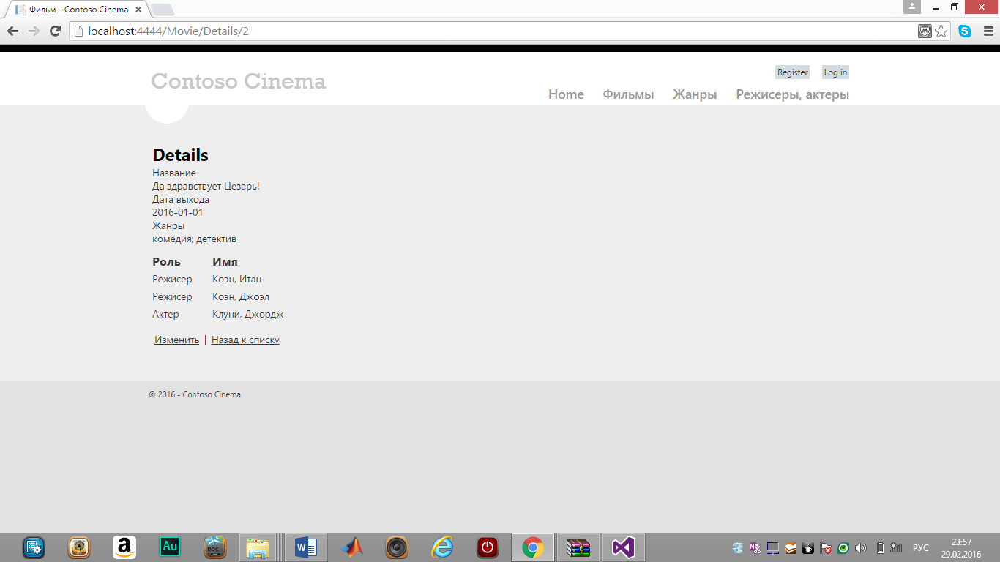 Фильм - Contoso Cinema
localhost:4444/Movie/Details/2
Register Log in
Contoso Cinema
Home Фильмы Жанры Режисеры, актеры
Details
Название
Да здравствует Цезарь!
Дата выхода
2016-01-01
Жанры
комедия; детектив
Роль Имя
Режисер Коэн, Итан
Режисер Коэн, Джоэл
Актер Клуни, Джордж
Изменить | Назад к списку
© 2016 - Contoso Cinema
a Au DOC W РУС 23:57
29.02.2016